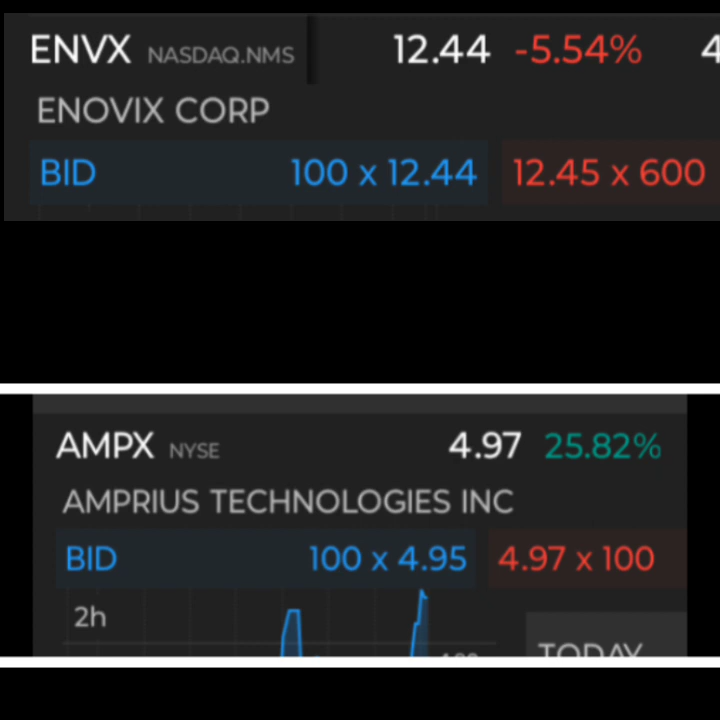 ENVX NASDAQ.NMS 12.44 -5.54% 4
ENOVIX CORP
BID 100 x 12.44 12.45 x 600
AMPX NYSE 4.97 25.82%
AMPRIUS TECHNOLOGIES INC
BID 100 x 4.95 4.97 x 100
2h
TODAY